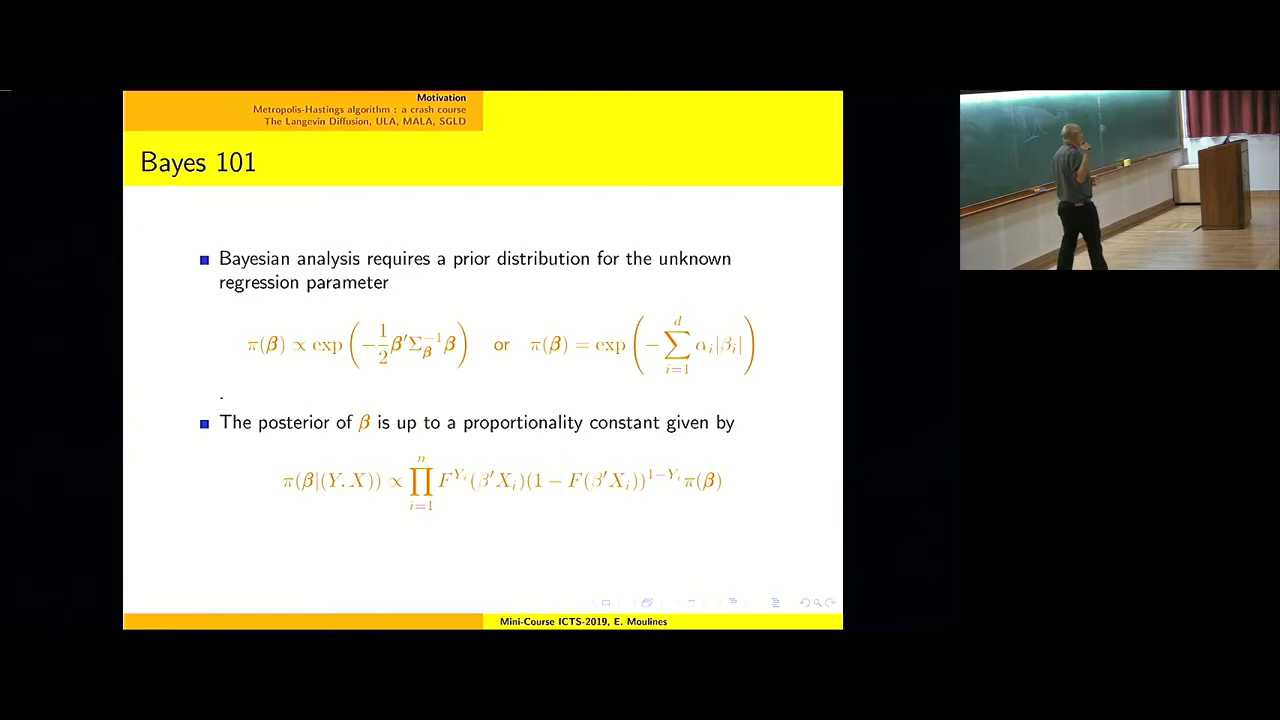 Motivation
Metropolis-Hastings algorithm : a crash course
The Langevin Diffusion, ULA, MALA, SGLD
Bayes 101
Bayesian analysis requires a prior distribution for the unknown
regression parameter
π(β) ∝ exp(−1/2 β′Σ_β^{−1}β) or π(β) = exp(−∑_{i=1}^{d} α_i|β_i|)
.
The posterior of β is up to a proportionality constant given by
π(β|(Y, X)) ∝ ∏_{i=1}^{n} F^{Y_i}(β′X_i)(1 − F(β′X_i))^{1−Y_i}π(β)
Mini-Course ICTS-2019, E. Moulines